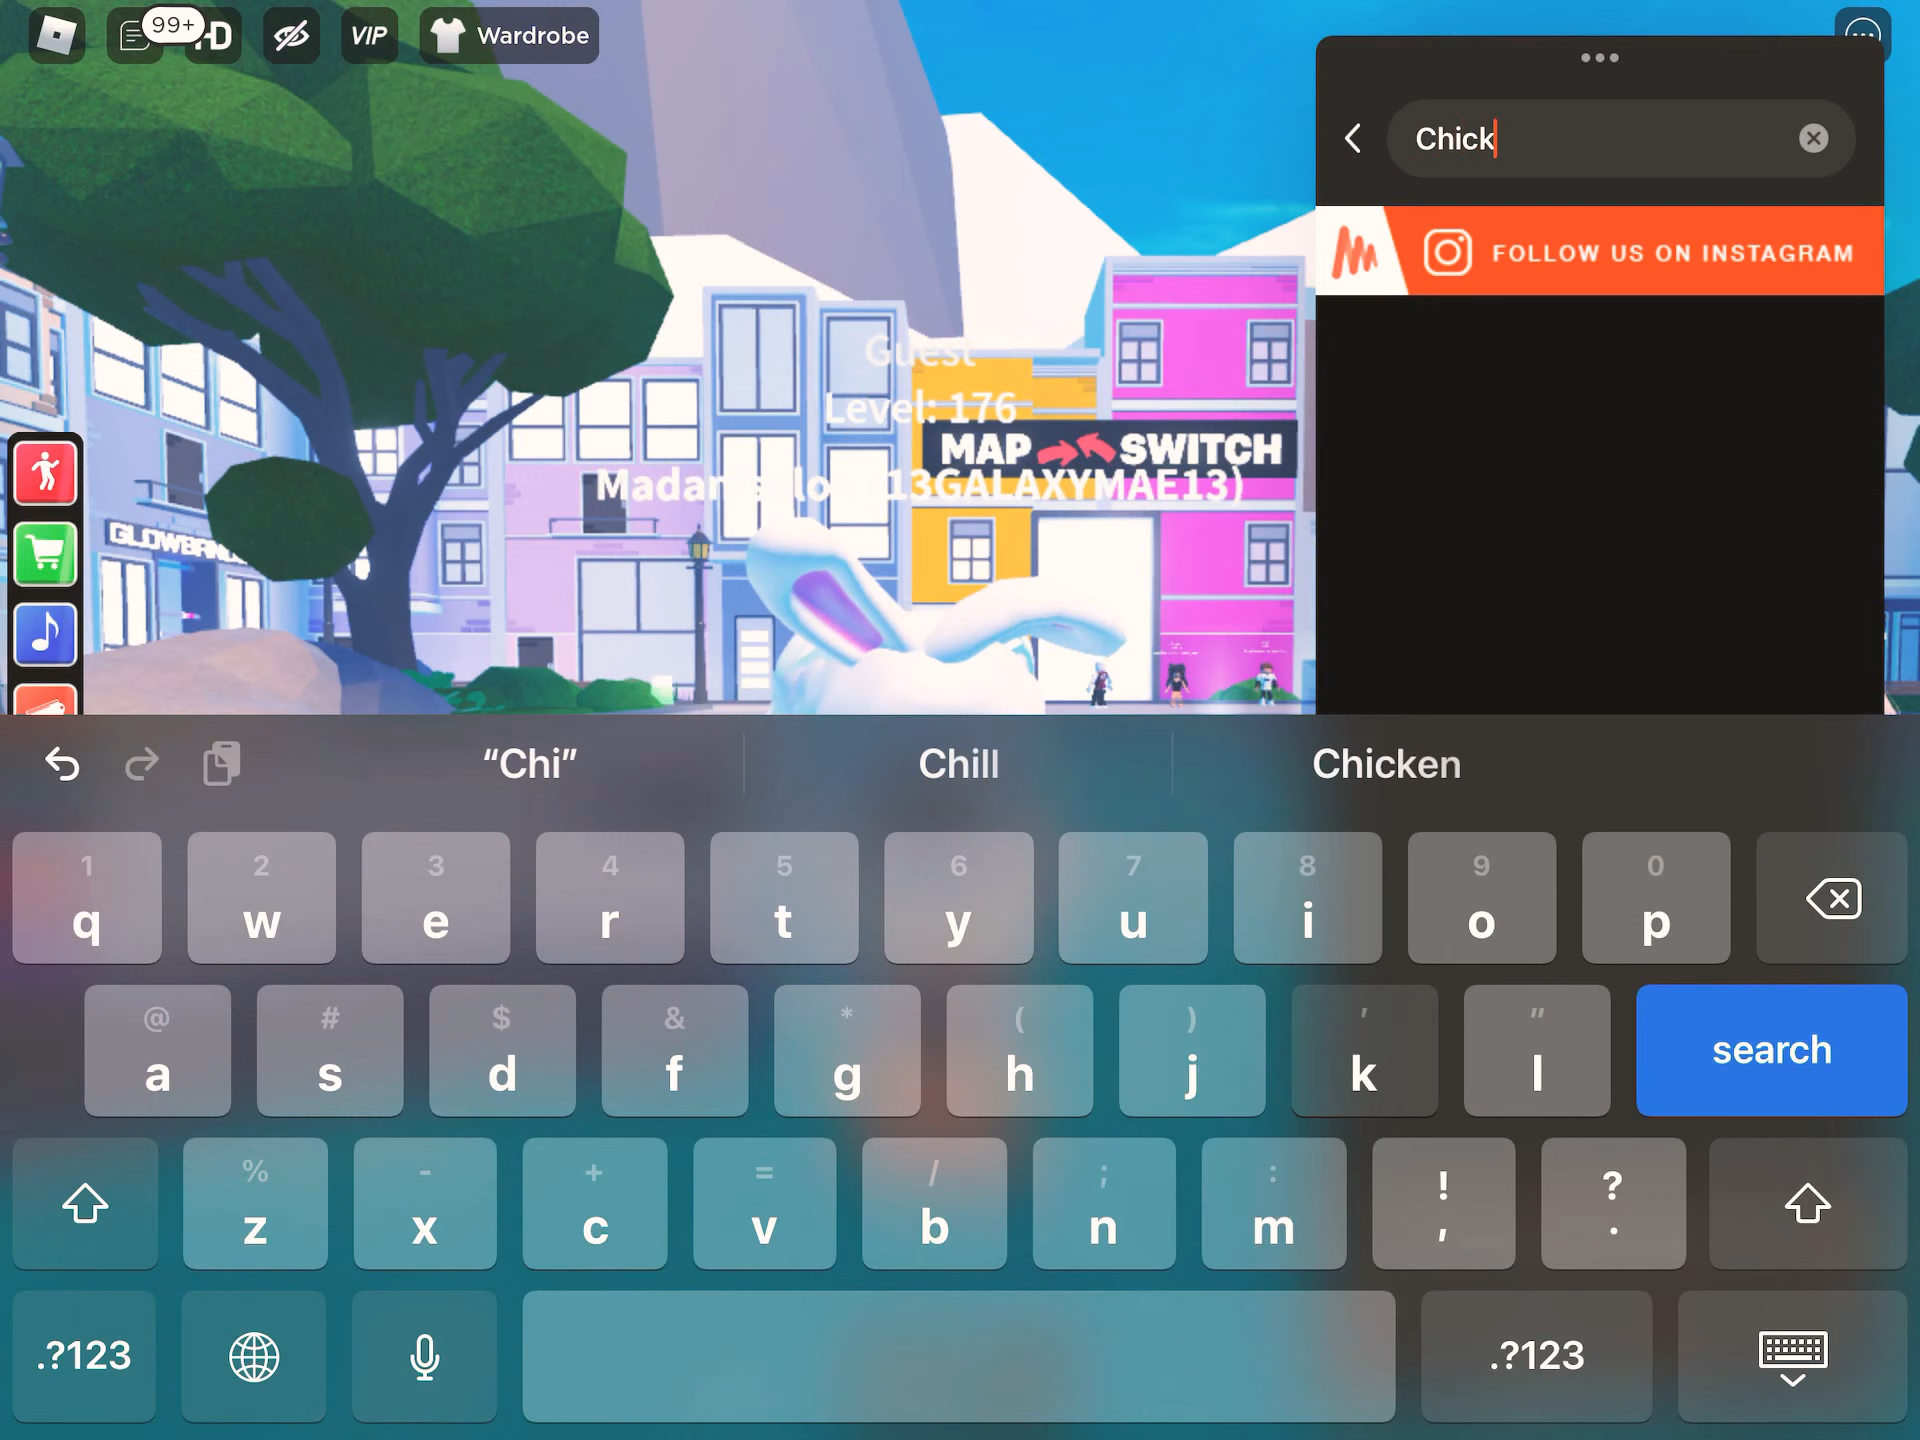 99+
HD
VIP
Wardrobe
Chick
FOLLOW US ON INSTAGRAM
Guest
Level: 176
MAP SWITCH
13GALAXYMAE13)
“Chi”
Chill
Chicken
1 2 3 4 5 6 7 8 9 0
q w e r t y u i o p
@ # $ & * ( ) ' "
a s d f g h j k l search
% - + = / ; : ! ?
z x c v b n m , .
.?123 .?123